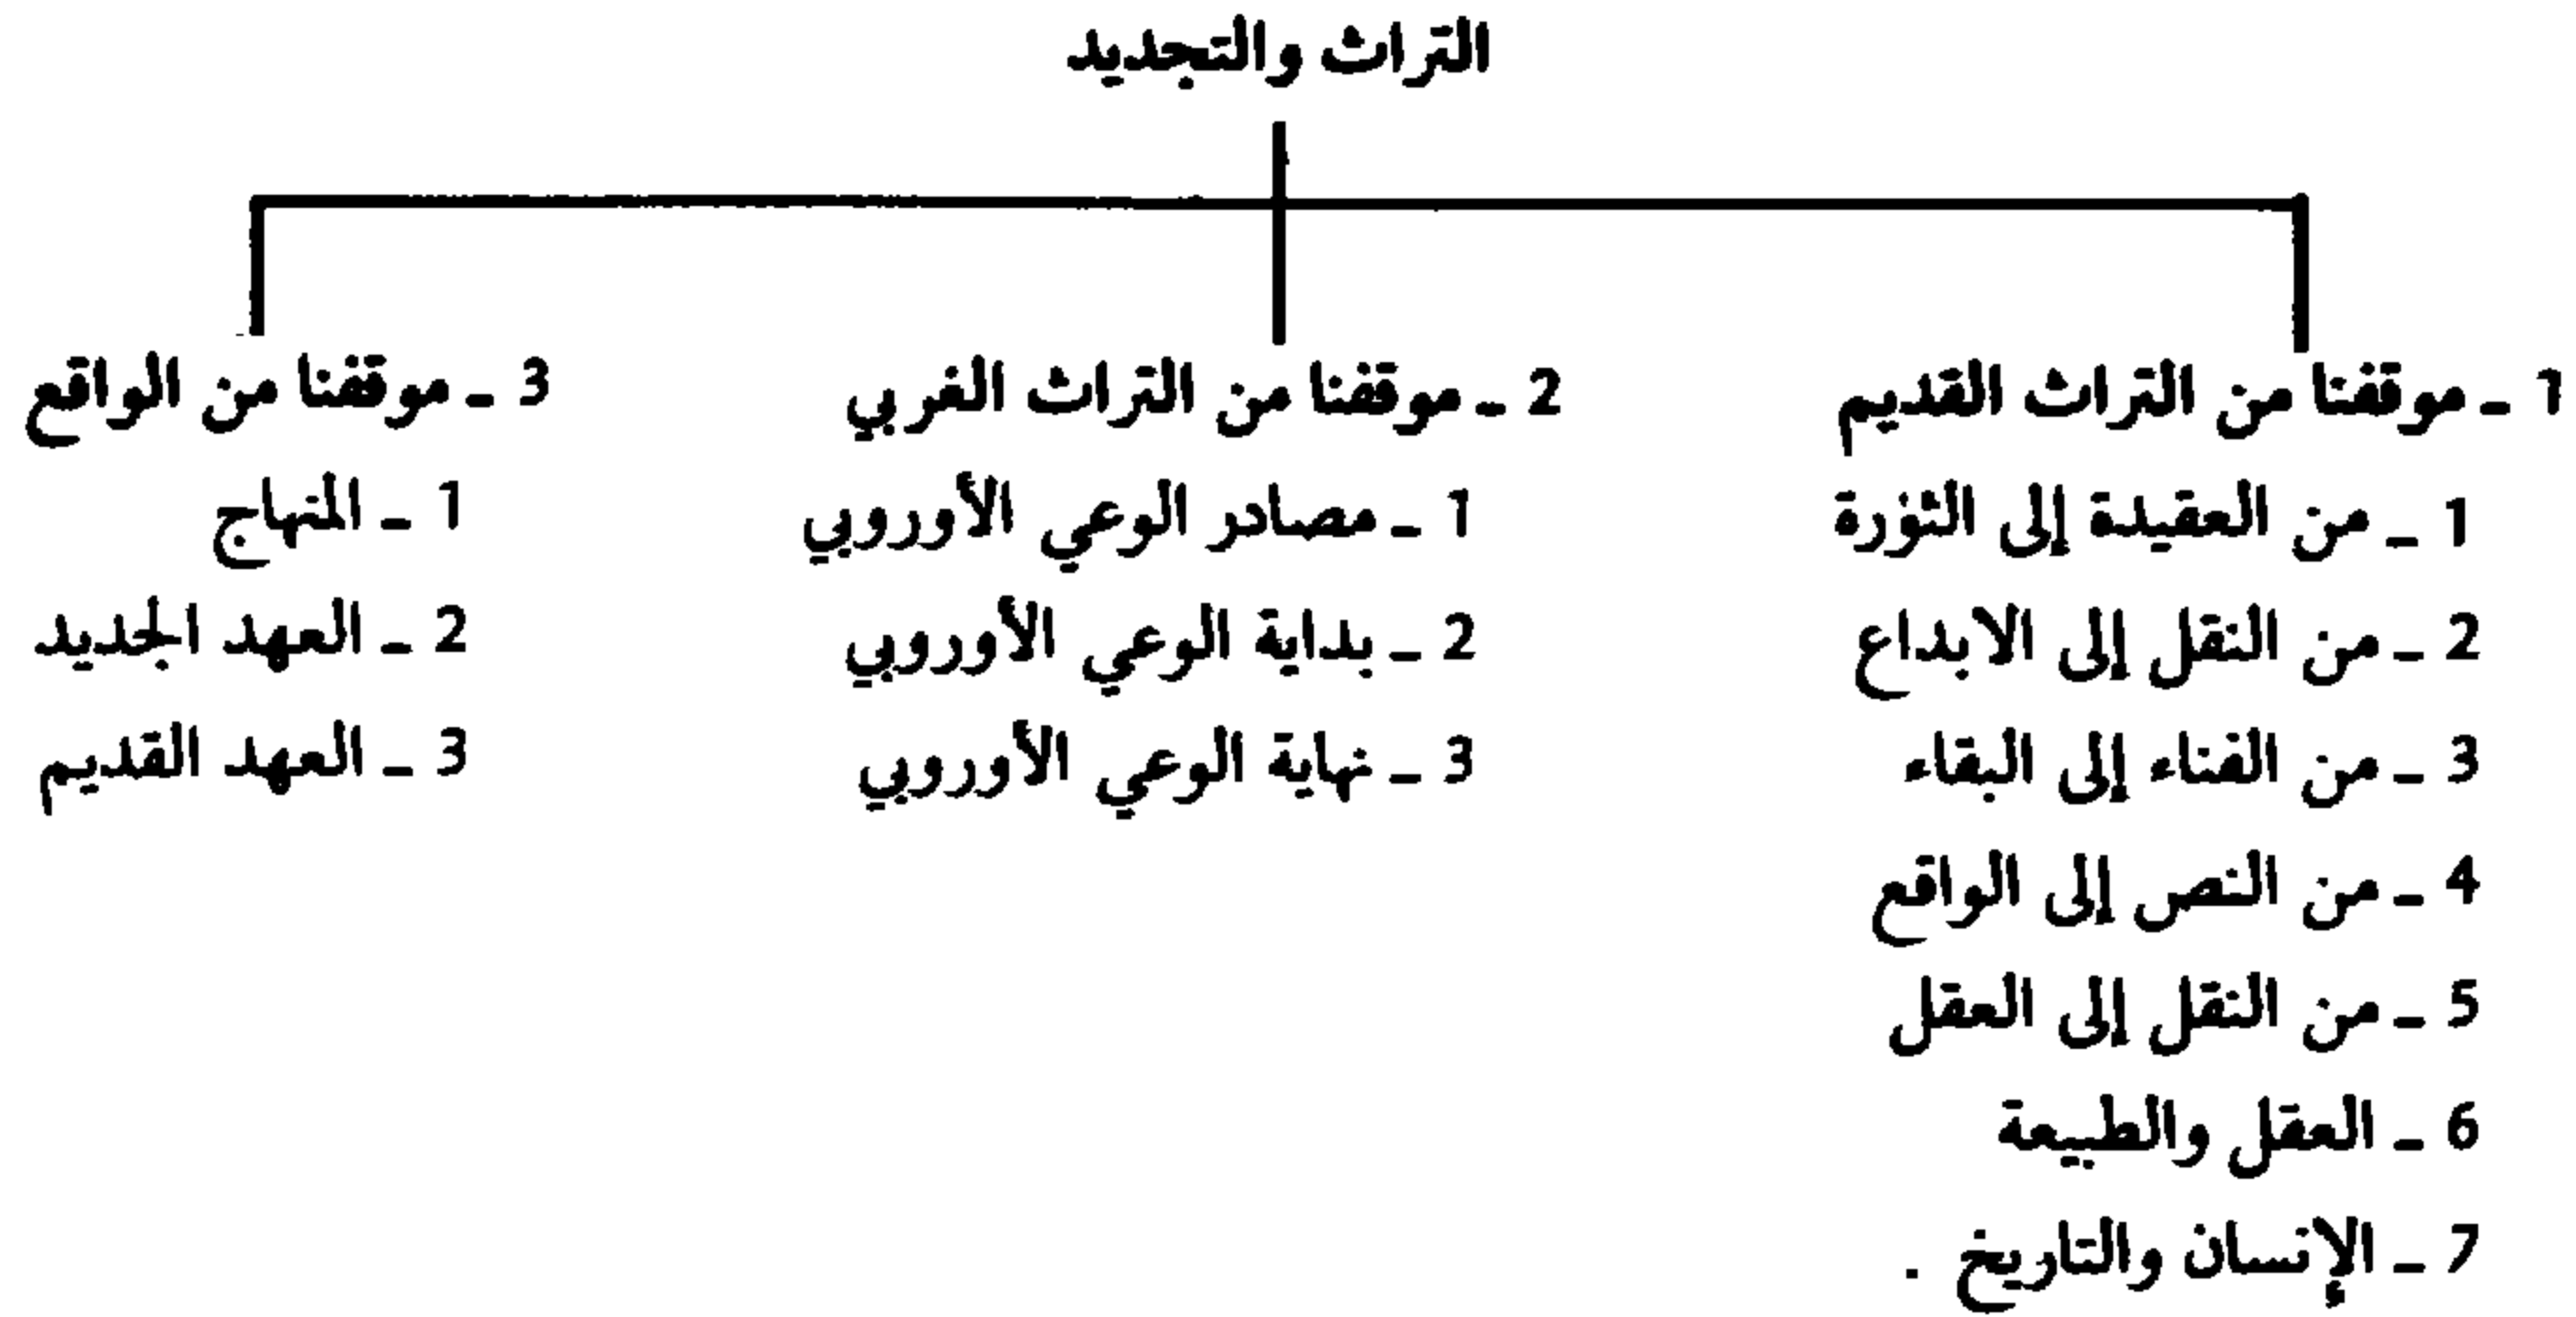 التراث والتجديد
1 ـ موقفنا من التراث القديم
1 ـ من العقيدة إلى الثورة
2 ـ من النقل إلى الابداع
3 ـ من الفناء إلى البقاء
4 ـ من النص إلى الواقع
5 ـ من النقل إلى العقل
6 ـ العقل والطبيعة
7 ـ الإنسان والتاريخ .
2 ـ موقفنا من التراث الغربي
1 ـ مصادر الوعي الأوروبي
2 ـ بداية الوعي الأوروبي
3 ـ نهاية الوعي الأوروبي
3 ـ موقفنا من الواقع
1 ـ المنهاج
2 ـ العهد الجديد
3 ـ العهد القديم